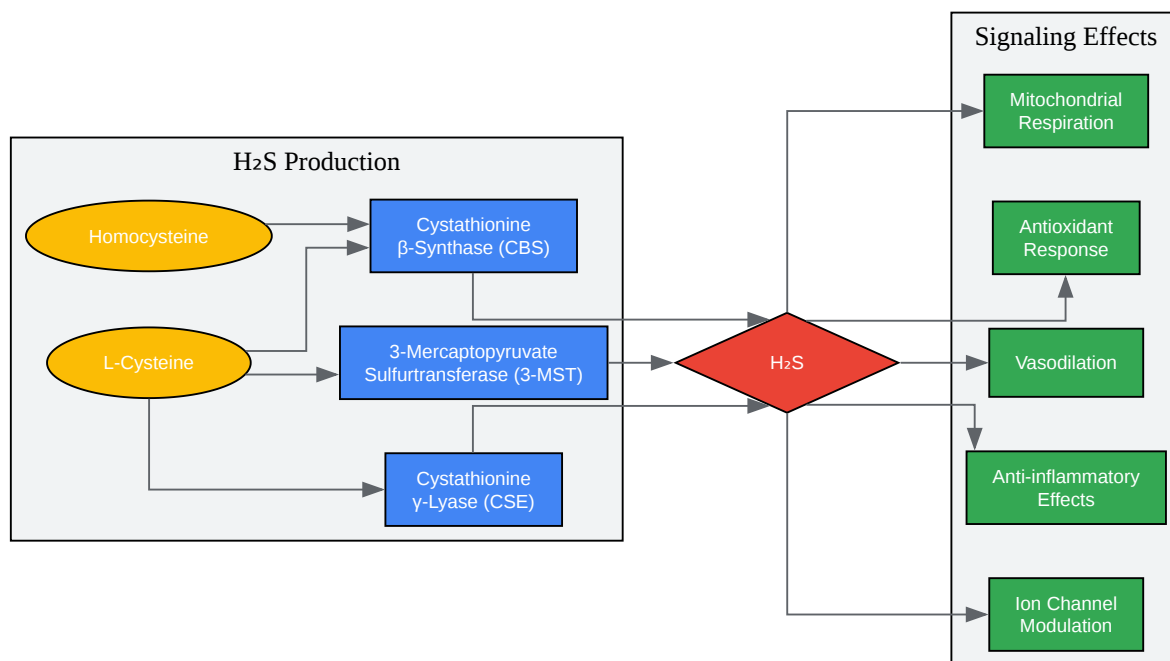 H₂S Production
Homocysteine
L-Cysteine
Cystathionine
β-Synthase (CBS)
3-Mercaptopyruvate
Sulfurtransferase (3-MST)
Cystathionine
γ-Lyase (CSE)
H₂S
Signaling Effects
Mitochondrial
Respiration
Antioxidant
Response
Vasodilation
Anti-inflammatory
Effects
Ion Channel
Modulation